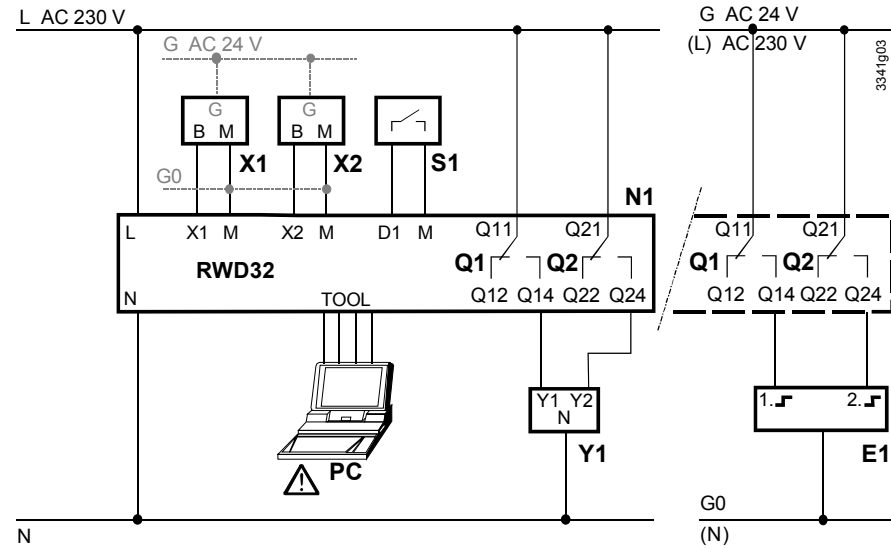 L AC 230 V
G AC 24 V
(L) AC 230 V
3341g03
G AC 24 V
G
B M
X1
G
B M
X2
S1
G0
N1
L X1 M X2 M D1 M Q11 Q21
RWD32
Q1 Q2
N TOOL Q12 Q14 Q22 Q24
Q11 Q21
Q1 Q2
Q12 Q14 Q22 Q24
Y1 Y2
N
Y1
PC
1. 2.
E1
N
G0
(N)